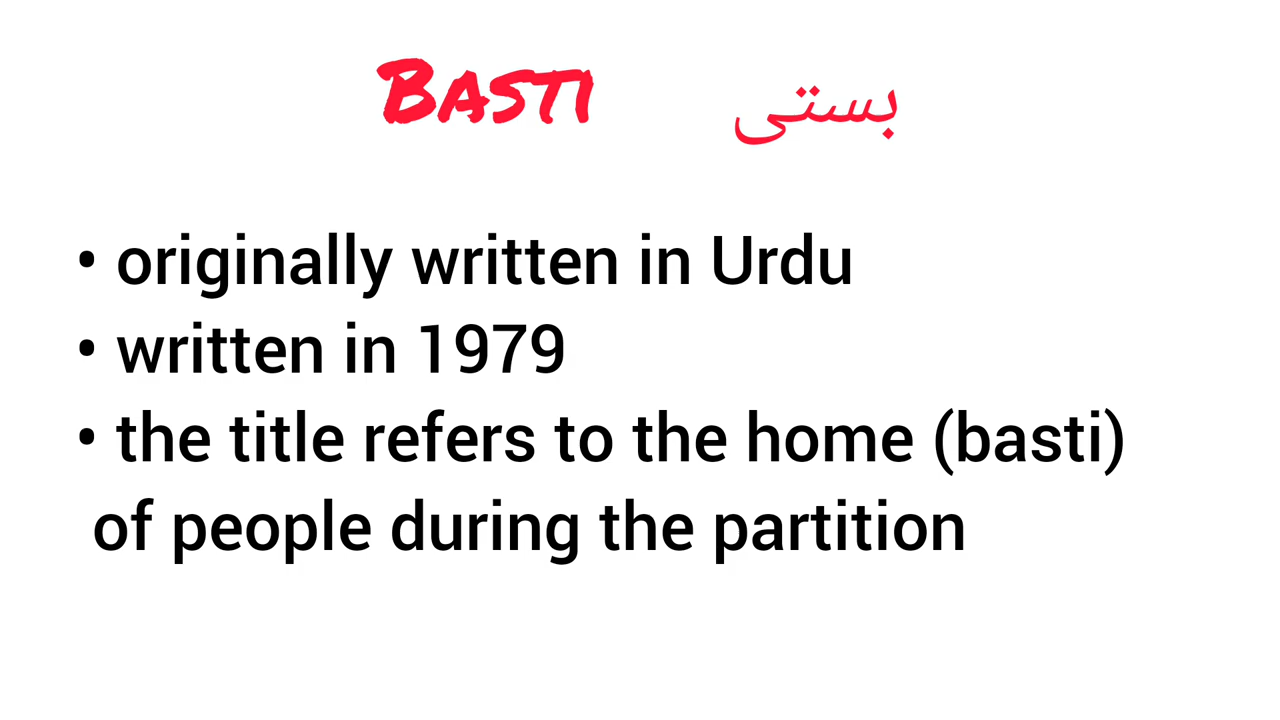 BASTI بستی
• originally written in Urdu
• written in 1979
• the title refers to the home (basti)
of people during the partition